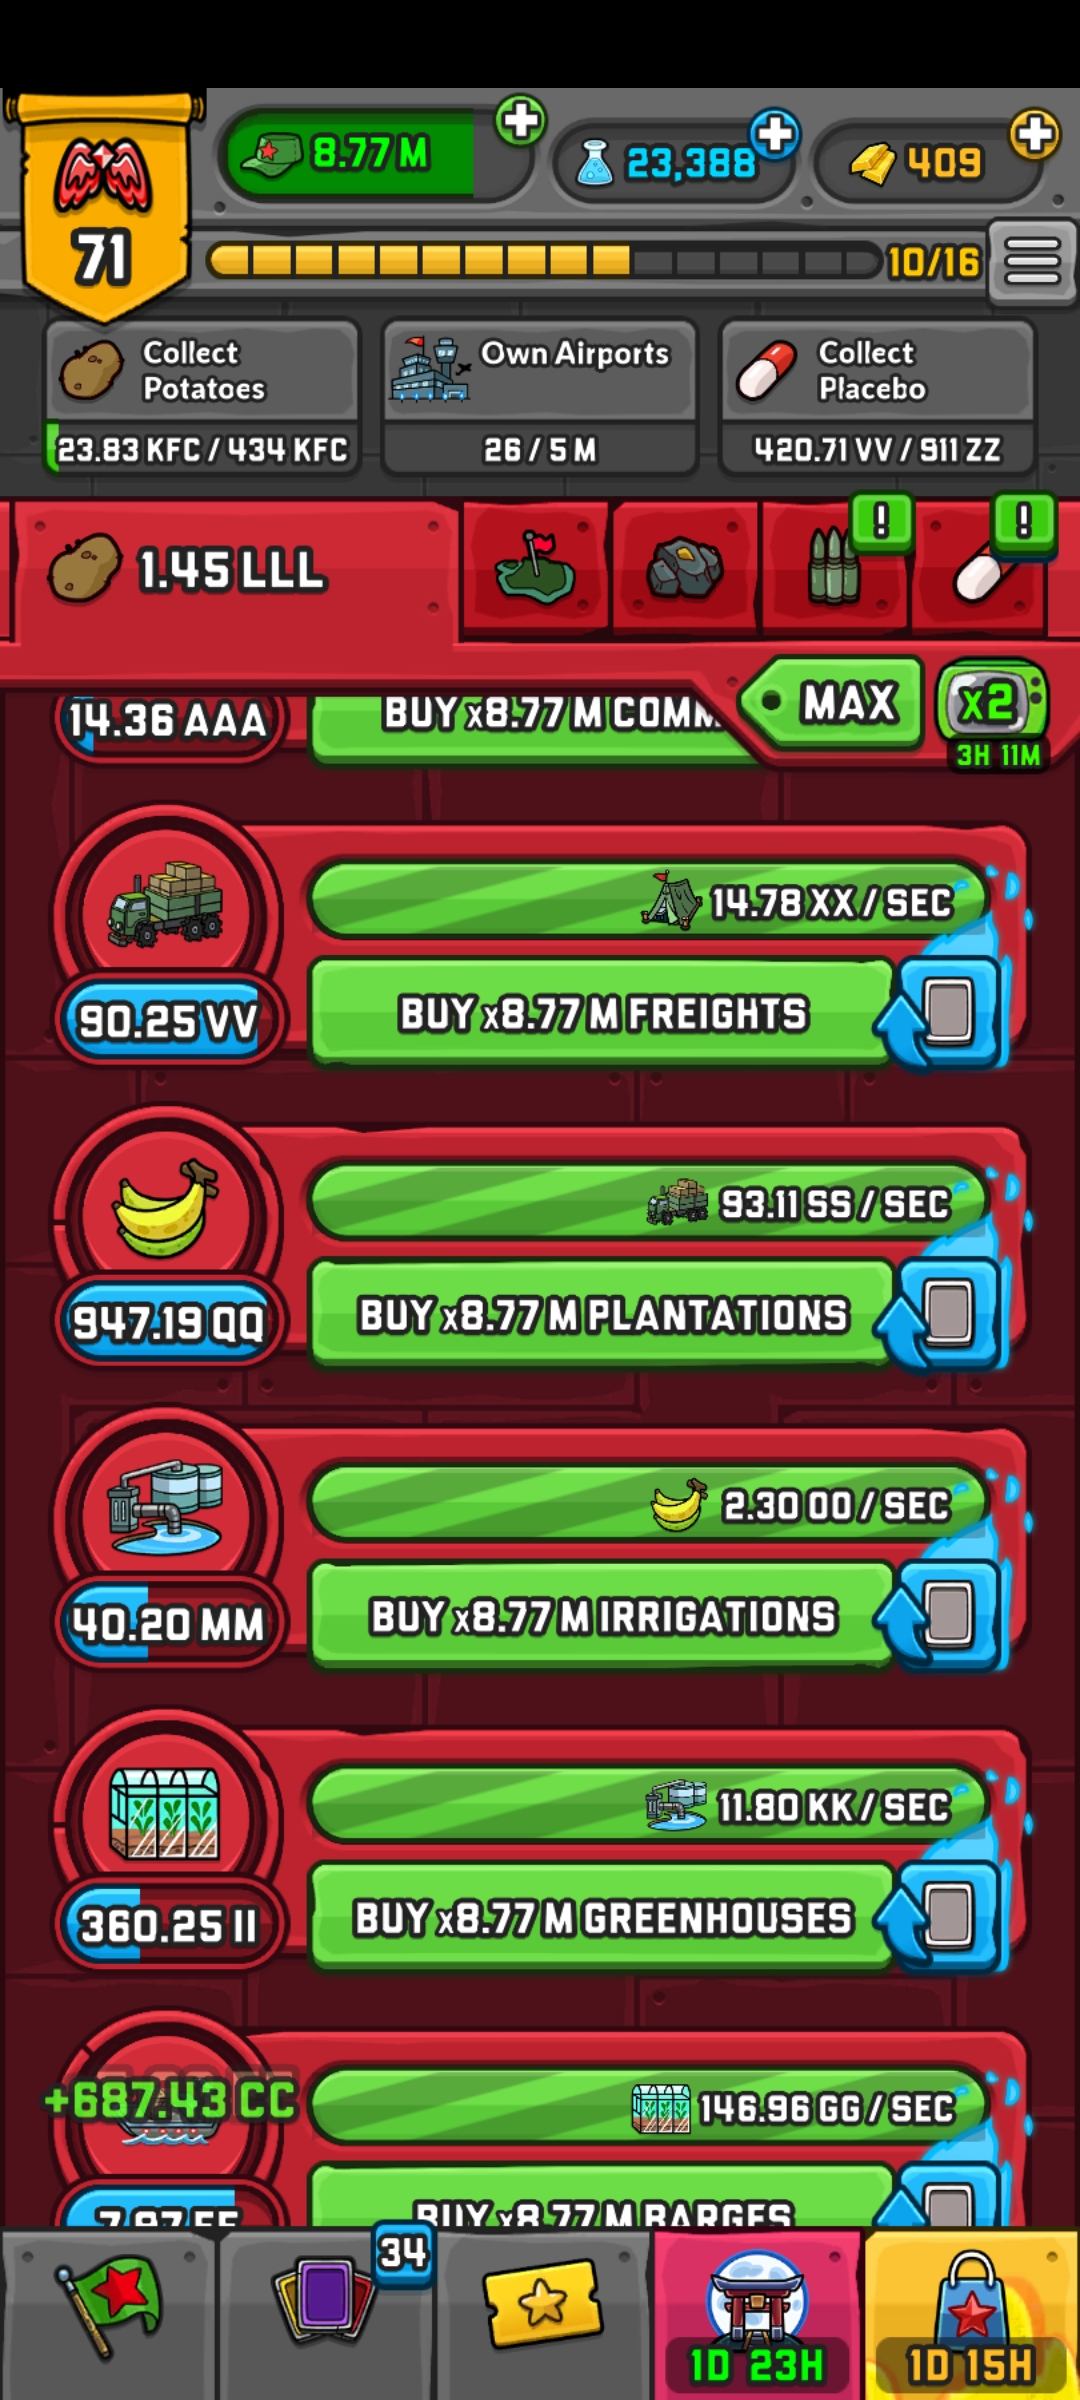 8.77 M
23,388
409
71
10/16
Collect
Potatoes
23.83 KFC / 434 KFC
Own Airports
26 / 5 M
Collect
Placebo
420.71 VV / 911 ZZ
1.45 LLL
!
!
14.36 AAA
BUY x8.77 M COMM
MAX
x2
3H 11M
14.78 XX / SEC
90.25 VV
BUY x8.77 M FREIGHTS
93.11 SS / SEC
947.19 QQ
BUY x8.77 M PLANTATIONS
2.30 OO / SEC
40.20 MM
BUY x8.77 M IRRIGATIONS
11.80 KK / SEC
360.25 II
BUY x8.77 M GREENHOUSES
+687.43 CC
146.96 GG / SEC
BUY x8.77 M BARGES
34
1D 23H
1D 15H